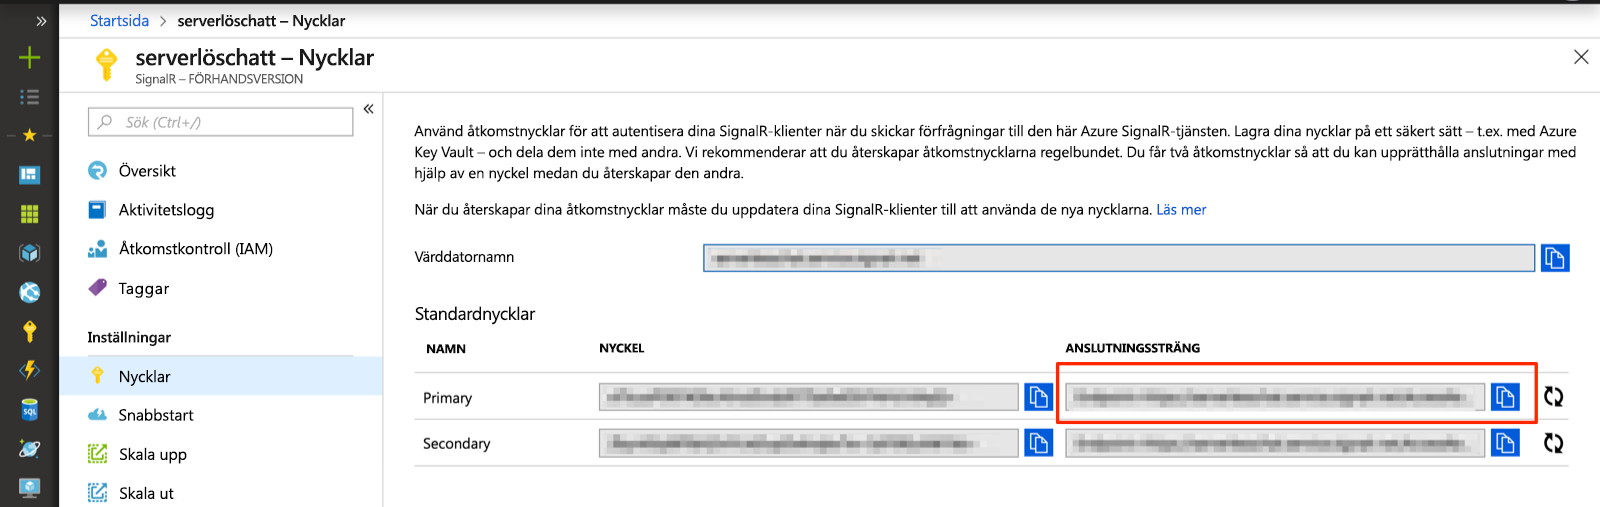 Startsida > serverlöschatt – Nycklar
serverlöschatt – Nycklar
SignalR – FÖRHANDSVERSION
Sök (Ctrl+/)
Översikt
Aktivitetslogg
Åtkomstkontroll (IAM)
Taggar
Inställningar
Nycklar
Snabbstart
Skala upp
Skala ut
Använd åtkomstnycklar för att autentisera dina SignalR-klienter när du skickar förfrågningar till den här Azure SignalR-tjänsten. Lagra dina nycklar på ett säkert sätt – t.ex. med Azure
Key Vault – och dela dem inte med andra. Vi rekommenderar att du återskapar åtkomstnycklarna regelbundet. Du får två åtkomstnycklar så att du kan upprätthålla anslutningar med
hjälp av en nyckel medan du återskapar den andra.
När du återskapar dina åtkomstnycklar måste du uppdatera dina SignalR-klienter till att använda de nya nycklarna. Läs mer
Värddatornamn
Standardnycklar
NAMN NYCKEL ANSLUTNINGSSTRÄNG
Primary
Secondary
SQL